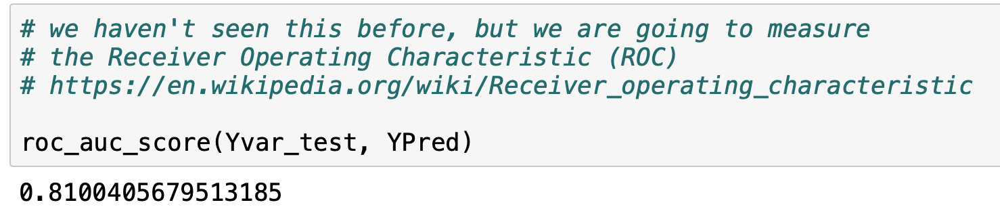 # we haven't seen this before, but we are going to measure
# the Receiver Operating Characteristic (ROC)
# https://en.wikipedia.org/wiki/Receiver_operating_characteristic
roc_auc_score(Yvar_test, YPred)
0.8100405679513185